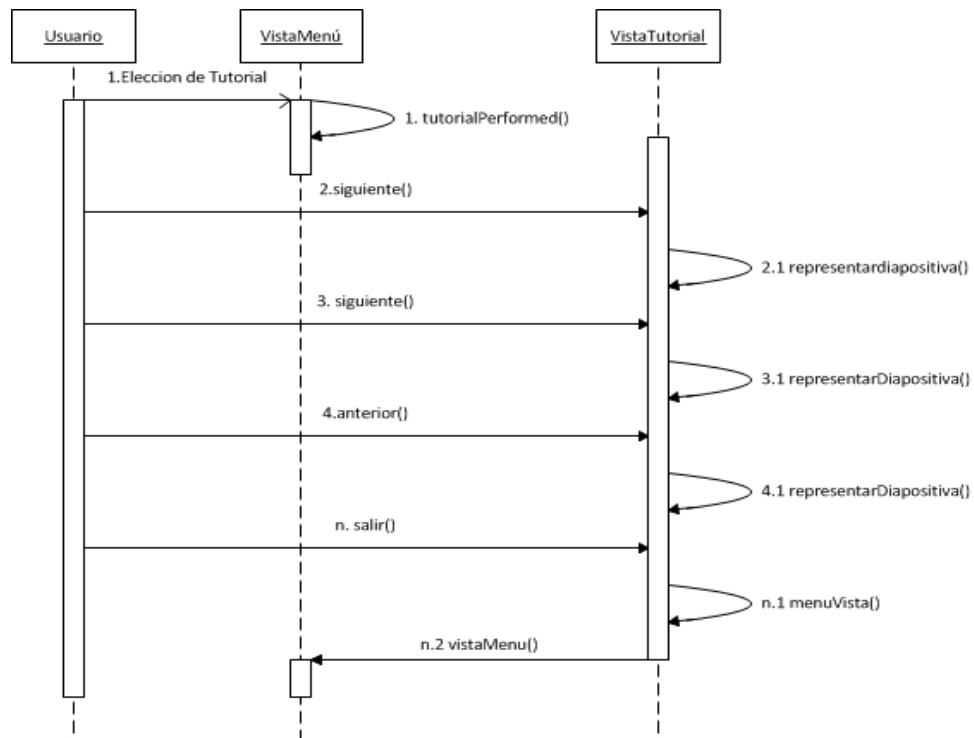 Usuario
VistaMenú
VistaTutorial
1.Eleccion de Tutorial
1. tutorialPerformed()
2.siguiente()
2.1 representardiapositiva()
3. siguiente()
3.1 representarDiapositiva()
4.anterior()
4.1 representarDiapositiva()
n. salir()
n.1 menuVista()
n.2 vistaMenu()